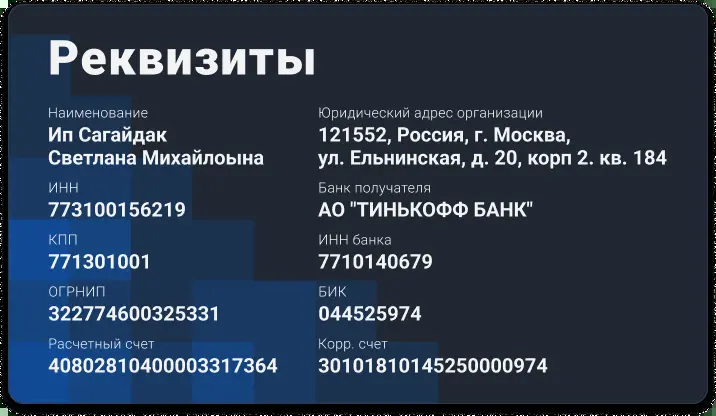 Реквизиты
Наименование
Ип Сагайдак
Светлана Михайлоына
ИНН
773100156219
КПП
771301001
ОГРНИП
322774600325331
Расчетный счет
40802810400003317364
Юридический адрес организации
121552, Россия, г. Москва,
ул. Ельнинская, д. 20, корп 2. кв. 184
Банк получателя
АО "ТИНЬКОФФ БАНК"
ИНН банка
7710140679
БИК
044525974
Корр. счет
30101810145250000974